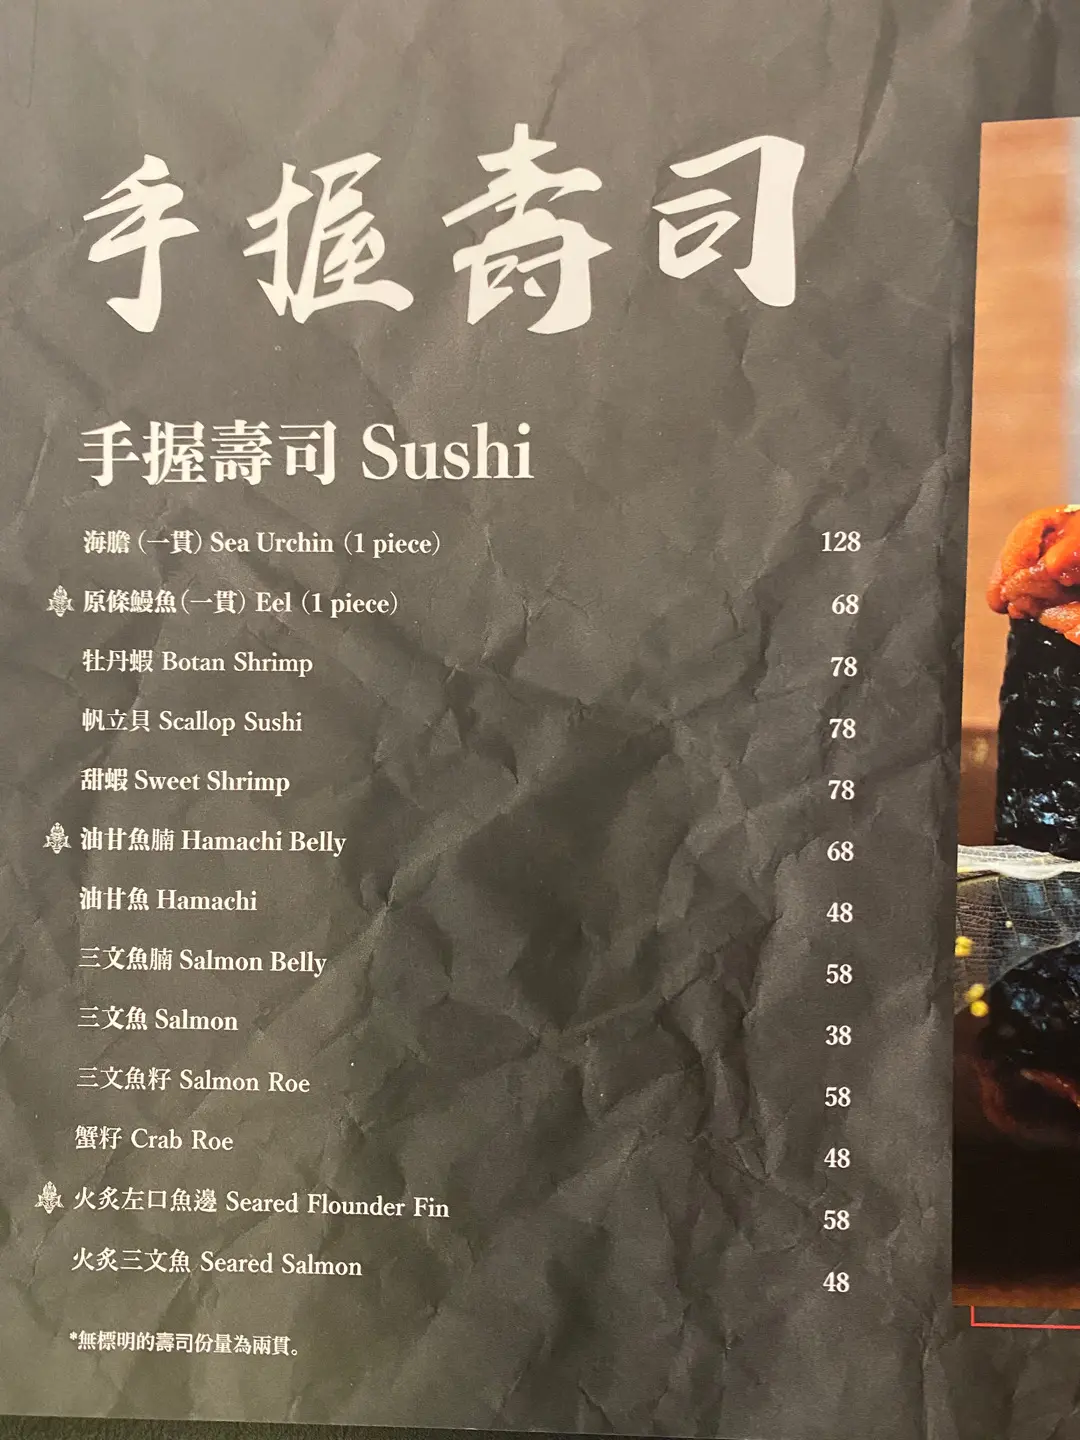 手握壽司
手握壽司 Sushi
海膽 (一貫) Sea Urchin (1 piece) 128
原條鰻魚(一貫) Eel (1 piece) 68
牡丹蝦 Botan Shrimp 78
帆立貝 Scallop Sushi 78
甜蝦 Sweet Shrimp 78
油甘魚腩 Hamachi Belly 68
油甘魚 Hamachi 48
三文魚腩 Salmon Belly 58
三文魚 Salmon 38
三文魚籽 Salmon Roe 58
蟹籽 Crab Roe 48
火炙左口魚邊 Seared Flounder Fin 58
火炙三文魚 Seared Salmon 48
*無標明的壽司份量為兩貫。